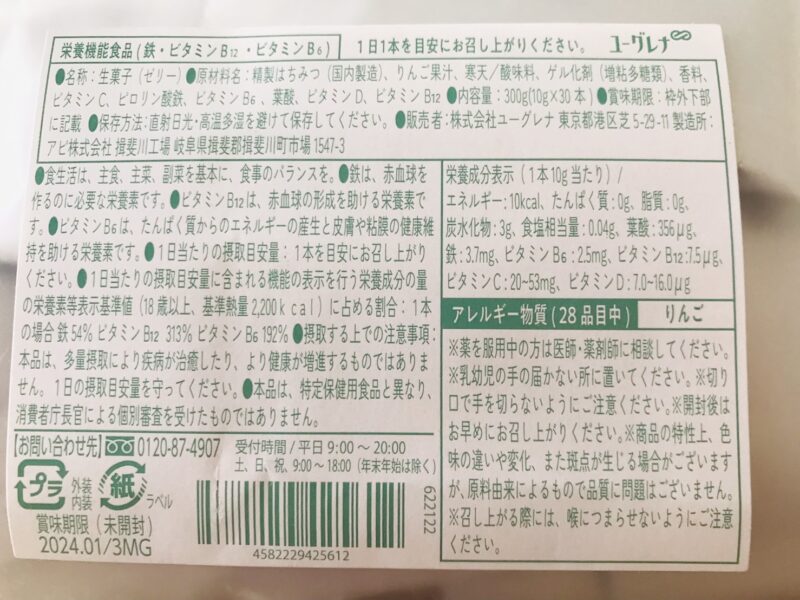 栄養機能食品(鉄・ビタミンB12・ビタミンB6)
1日1本を目安にお召し上がりください。
ユーグレナ
●名称:生菓子(ゼリー)●原材料名:精製はちみつ(国内製造)、りんご果汁、寒天/酸味料、ゲル化剤(増粘多糖類)、香料、
ビタミンC、ピロリン酸鉄、ビタミンB6、葉酸、ビタミンD、ビタミンB12●内容量:300g(10g×30本)●賞味期限:枠外下部
に記載 ●保存方法:直射日光・高温多湿を避けて保存してください。●販売者:株式会社ユーグレナ 東京都港区芝5-29-11 製造所:
アピ株式会社 揖斐川工場 岐阜県揖斐郡揖斐川町市場1547-3
●食生活は、主食、主菜、副菜を基本に、食事のバランスを。●鉄は、赤血球を
作るのに必要な栄養素です。●ビタミンB12は、赤血球の形成を助ける栄養素で
す。●ビタミンB6は、たんぱく質からのエネルギーの産生と皮膚や粘膜の健康維
持を助ける栄養素です。●1日当たりの摂取目安量:1本を目安にお召し上がり
ください。●1日当たりの摂取目安量に含まれる機能の表示を行う栄養成分の量
の栄養素等表示基準値(18歳以上、基準熱量2,200kcal)に占める割合:1本
の場合 鉄54% ビタミンB12 313% ビタミンB6 192%●摂取する上での注意事項:
本品は、多量摂取により疾病が治癒したり、より健康が増進するものではありま
せん。1日の摂取目安量を守ってください。●本品は、特定保健用食品と異なり、
消費者庁長官による個別審査を受けたものではありません。
栄養成分表示(1本10g当たり)/
エネルギー:10kcal、たんぱく質:0g、脂質:0g、
炭水化物:3g、食塩相当量:0.04g、葉酸:356μg、
鉄:3.7mg、ビタミンB6:2.5mg、ビタミンB12:7.5μg、
ビタミンC:20~53mg、ビタミンD:7.0~16.0μg
アレルギー物質(28品目中) りんご
※薬を服用中の方は医師・薬剤師に相談してください。
※乳幼児の手の届かない所に置いてください。※切り
口で手を切らないようにご注意ください。※開封後は
お早めにお召し上がりください。※商品の特性上、色
味の違いや変化、また斑点が生じる場合がございます
が、原料由来によるもので品質に問題はございません。
※召し上がる際には、喉につまらせないようにご注意
ください。
【お問い合わせ先】0120-87-4907 受付時間/平日9:00~20:00
土、日、祝、9:00~18:00(年末年始は除く)
プラ 外装
内装
紙 ラベル
賞味期限(未開封)
2024.01/3MG
4582229425612
622122